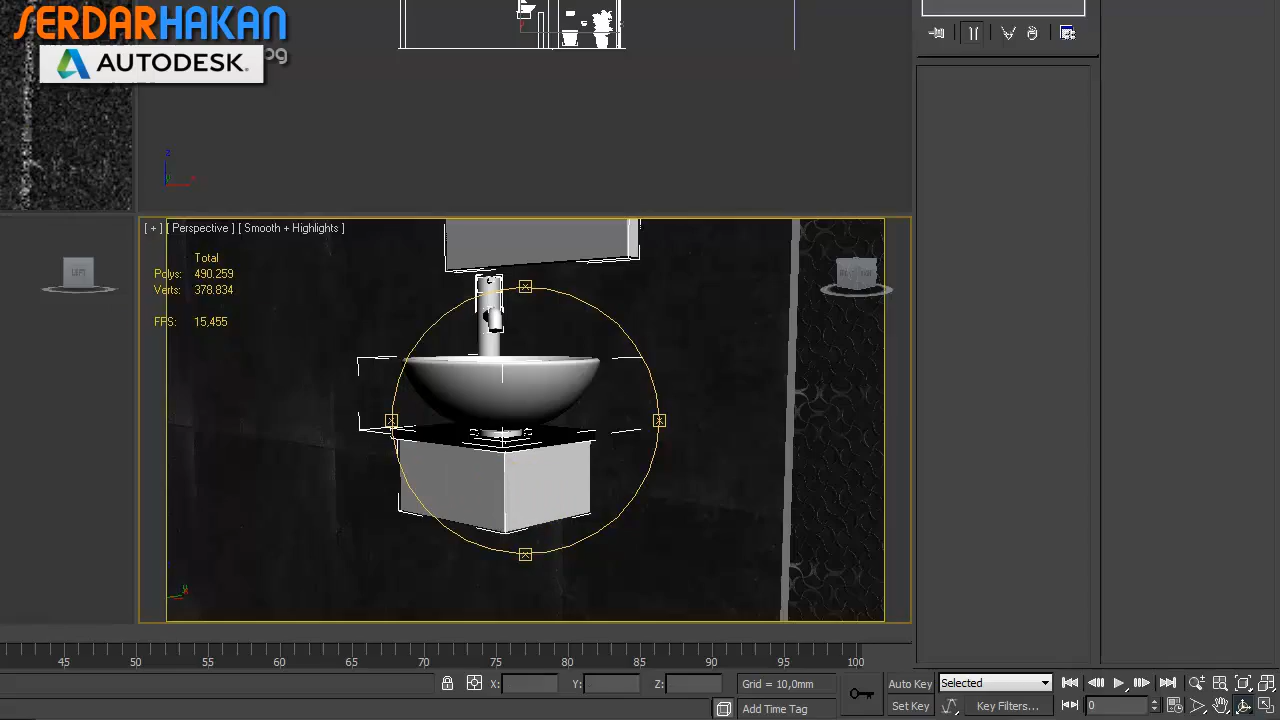 SERDARHAKAN
AUTODESK.
pg
z
x
[ + ] [ Perspective ] [ Smooth + Highlights ]
Total
Polys: 490.259
Verts: 378.834
FPS: 15,455
LEFT
45 50 55 60 65 70 75 80 85 90 95 100
X: Y: Z: Grid = 10,0mm
Auto Key Selected
Add Time Tag
Set Key Key Filters... 0